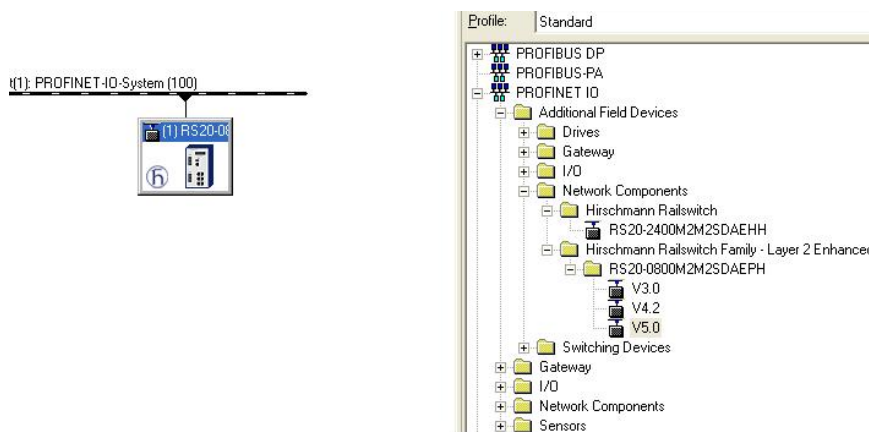 t(1): PROFINET-IO-System (100)
(1) RS20-08
Profile: Standard
PROFIBUS DP
PROFIBUS-PA
PROFINET IO
Additional Field Devices
Drives
Gateway
I/O
Network Components
Hirschmann Railswitch
RS20-2400M2M2SDAEHH
Hirschmann Railswitch Family - Layer 2 Enhanced
RS20-0800M2M2SDAEPH
V3.0
V4.2
V5.0
Switching Devices
Gateway
I/O
Network Components
Sensors